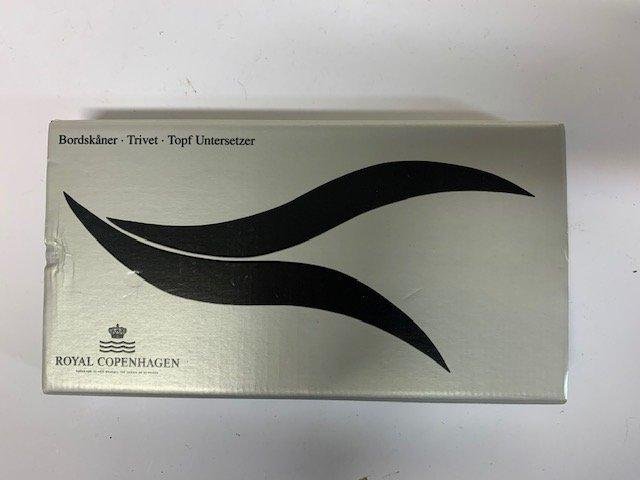 Bordskåner · Trivet · Topf Untersetzer
ROYAL COPENHAGEN